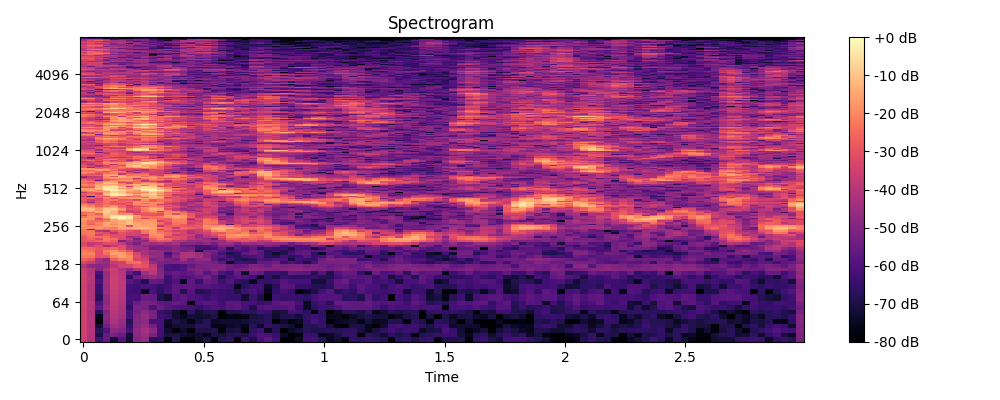 Spectrogram
4096
2048
1024
512
256
128
64
0
Hz
0
0.5
1
1.5
2
2.5
Time
+0 dB
-10 dB
-20 dB
-30 dB
-40 dB
-50 dB
-60 dB
-70 dB
-80 dB